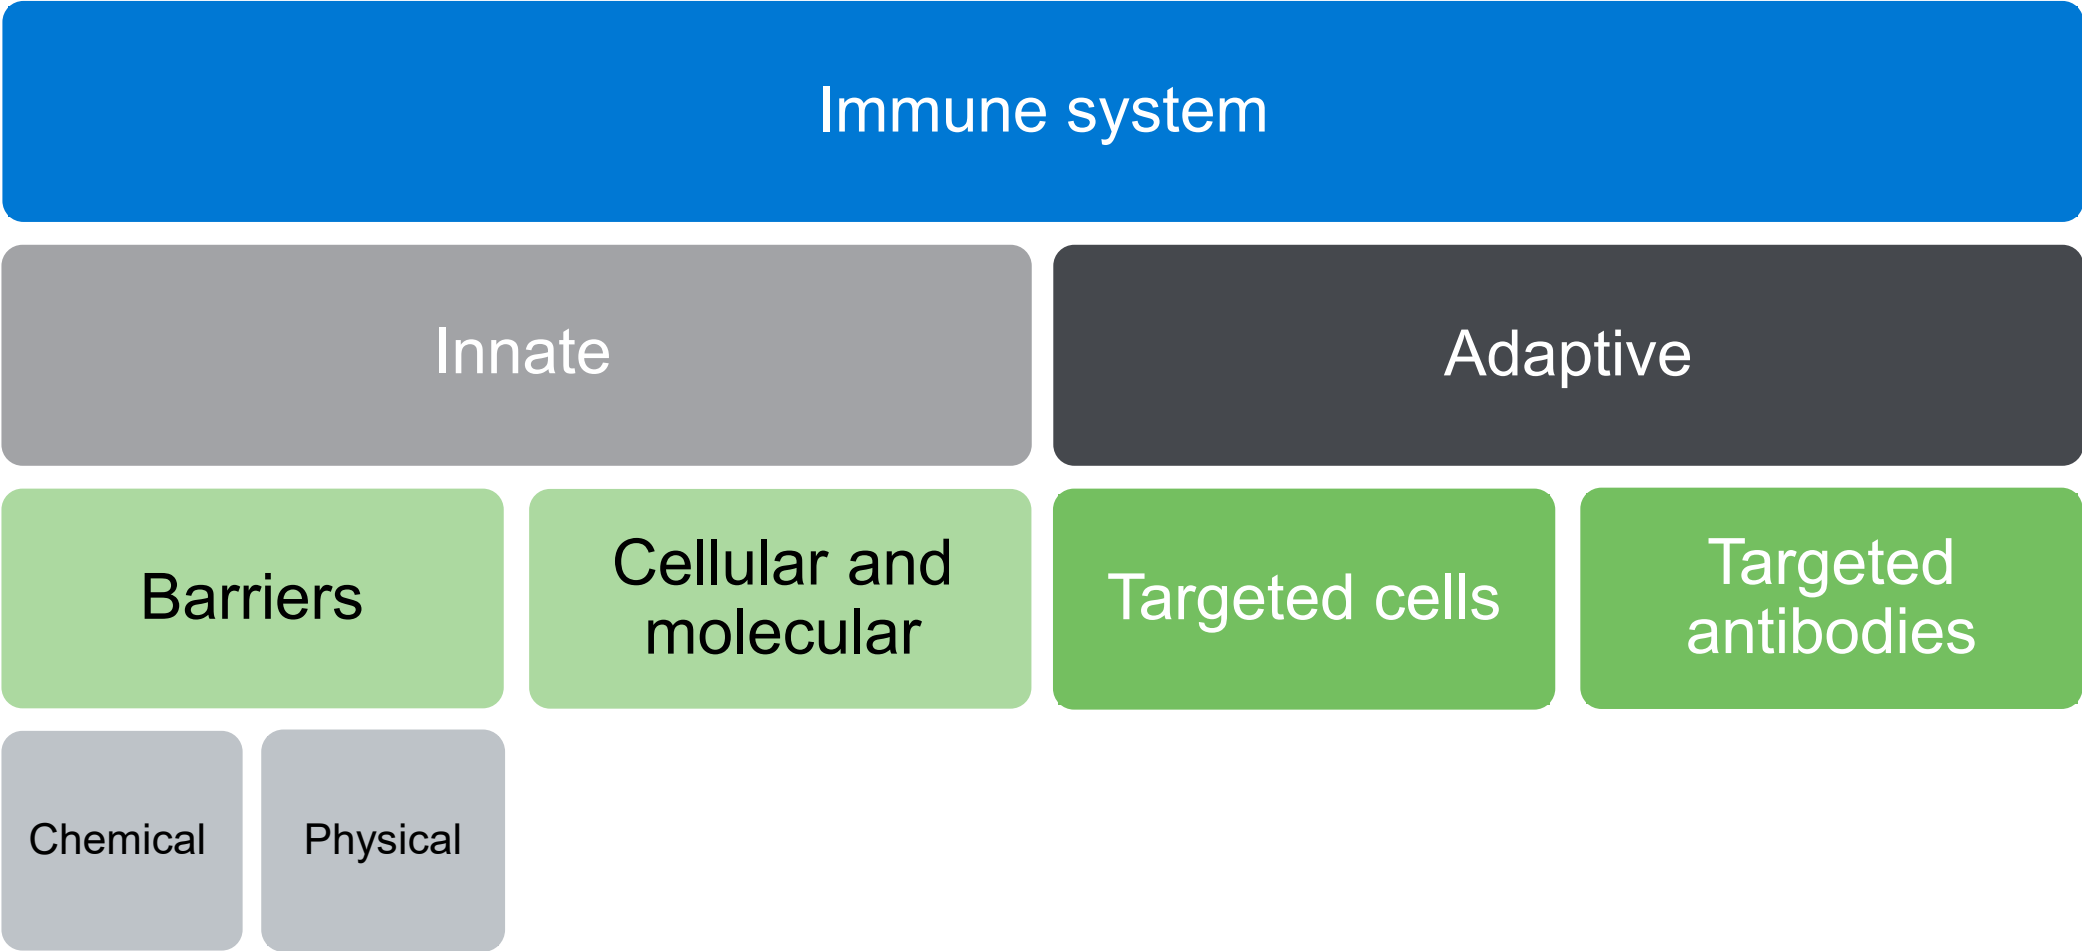 Immune system
Innate
Adaptive
Barriers
Cellular and
molecular
Targeted cells
Targeted
antibodies
Chemical
Physical